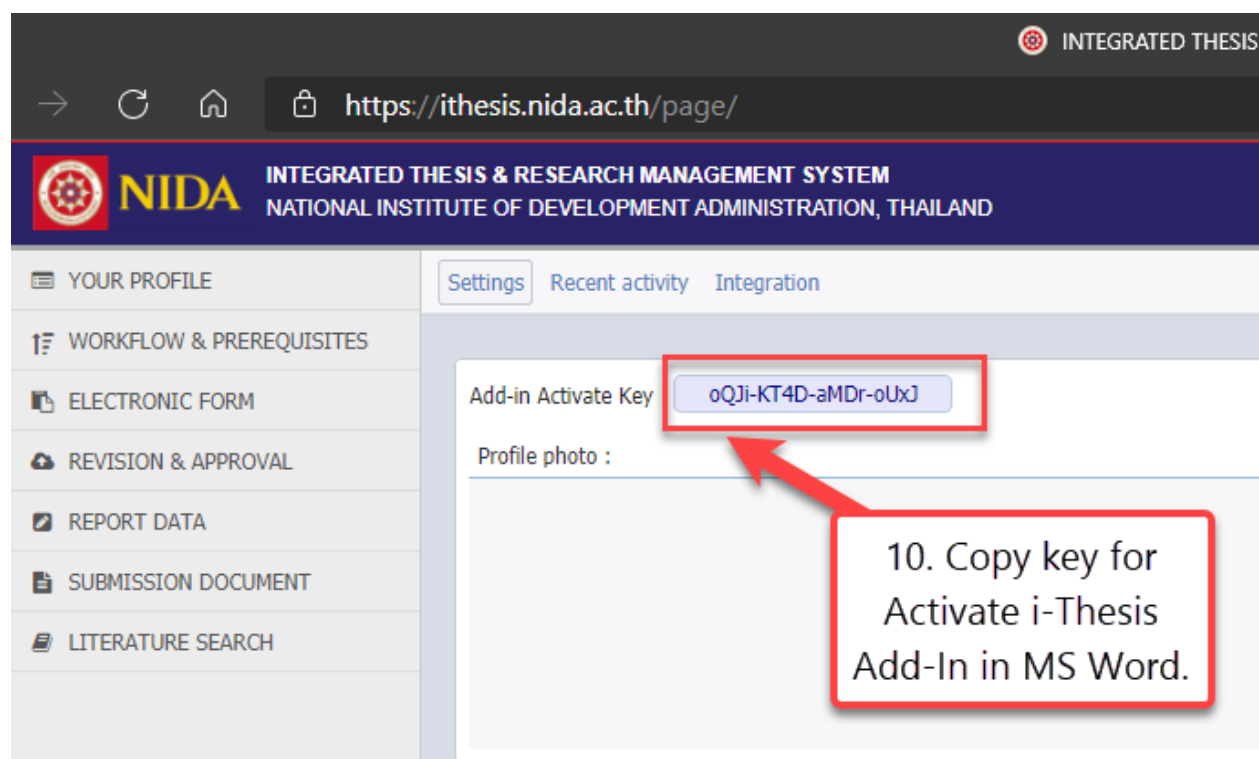 INTEGRATED THESIS
https://ithesis.nida.ac.th/page/
NIDA
INTEGRATED THESIS & RESEARCH MANAGEMENT SYSTEM
NATIONAL INSTITUTE OF DEVELOPMENT ADMINISTRATION, THAILAND
YOUR PROFILE
WORKFLOW & PREREQUISITES
ELECTRONIC FORM
REVISION & APPROVAL
REPORT DATA
SUBMISSION DOCUMENT
LITERATURE SEARCH
Settings Recent activity Integration
Add-in Activate Key oQJi-KT4D-aMDr-oUxJ
Profile photo :
10. Copy key for
Activate i-Thesis
Add-In in MS Word.